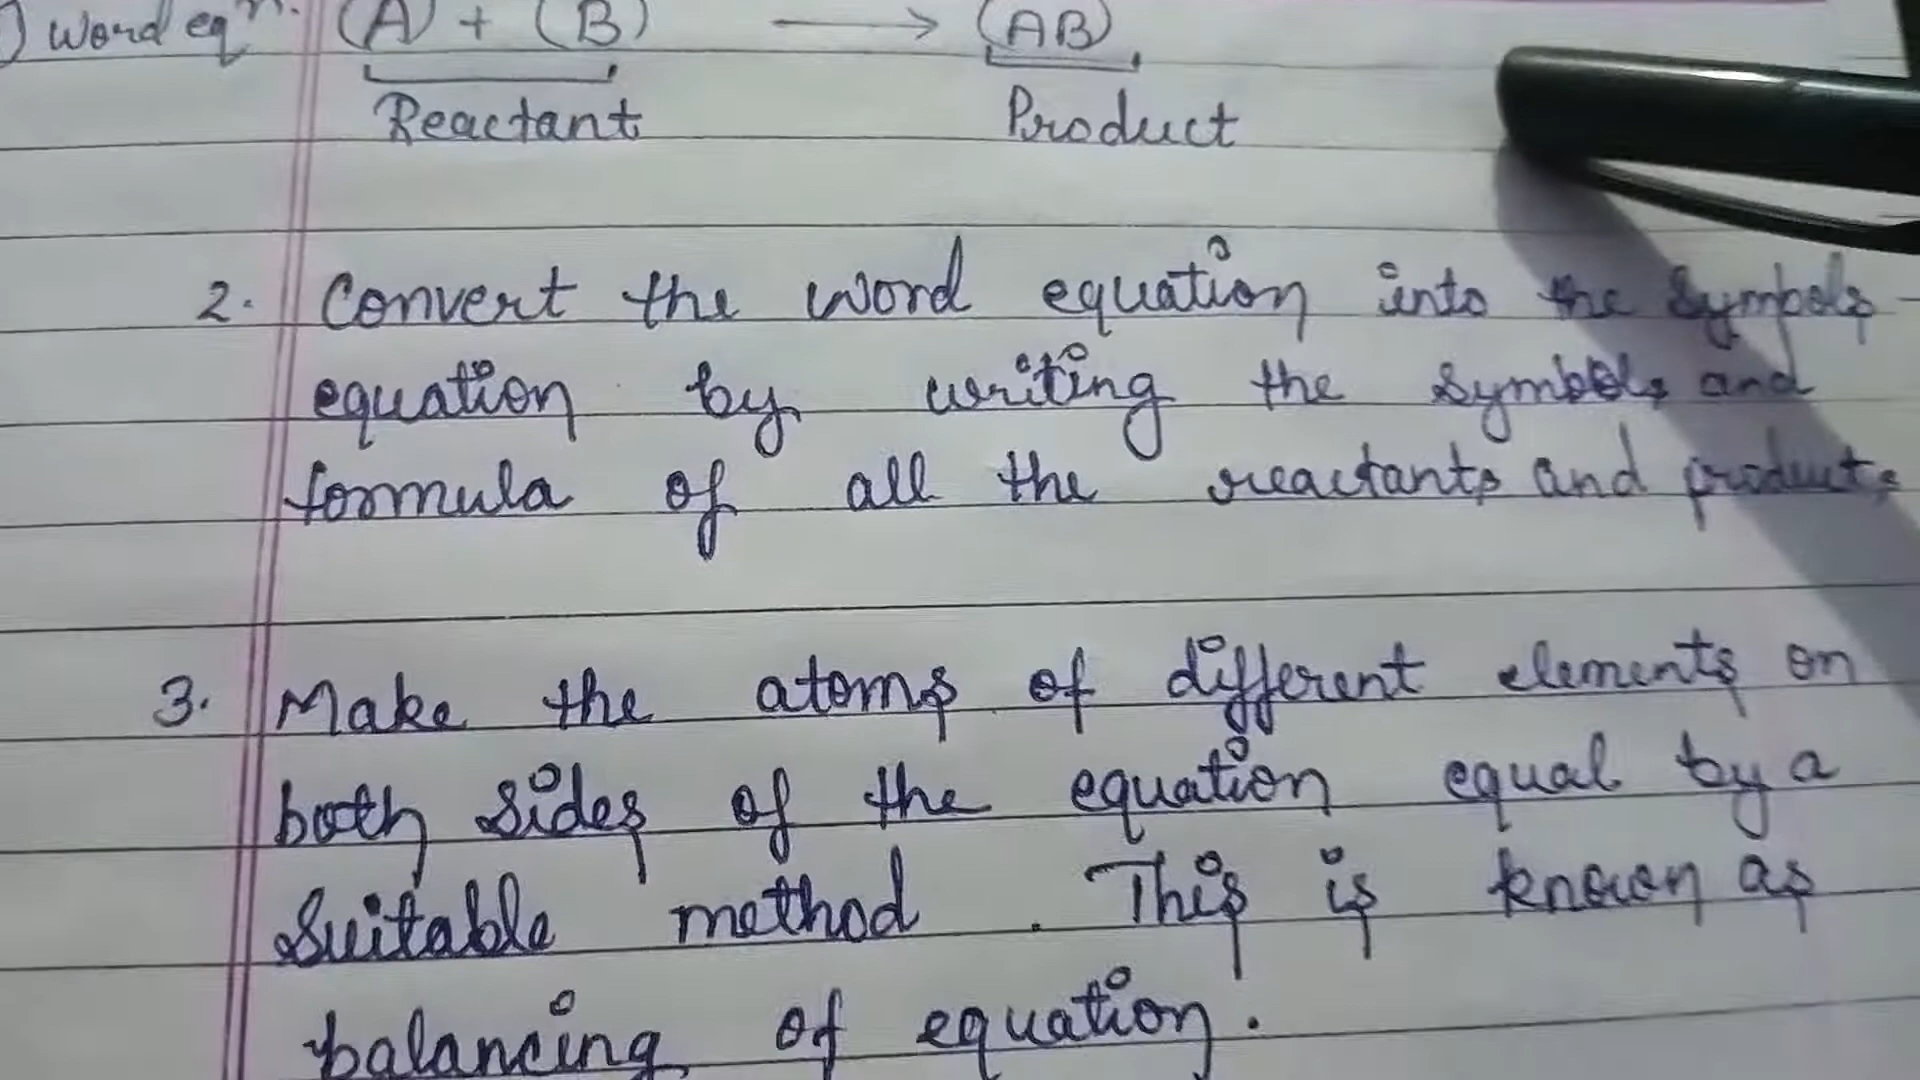 ) Word eqn. (A) + (B) → (AB)
Reactant Product
2. Convert the word equation into the symbols
equation by writing the symbols and
formula of all the reactants and products
3. Make the atoms of different elements on
both sides of the equation equal by a
suitable method. This is known as
balancing of equation.